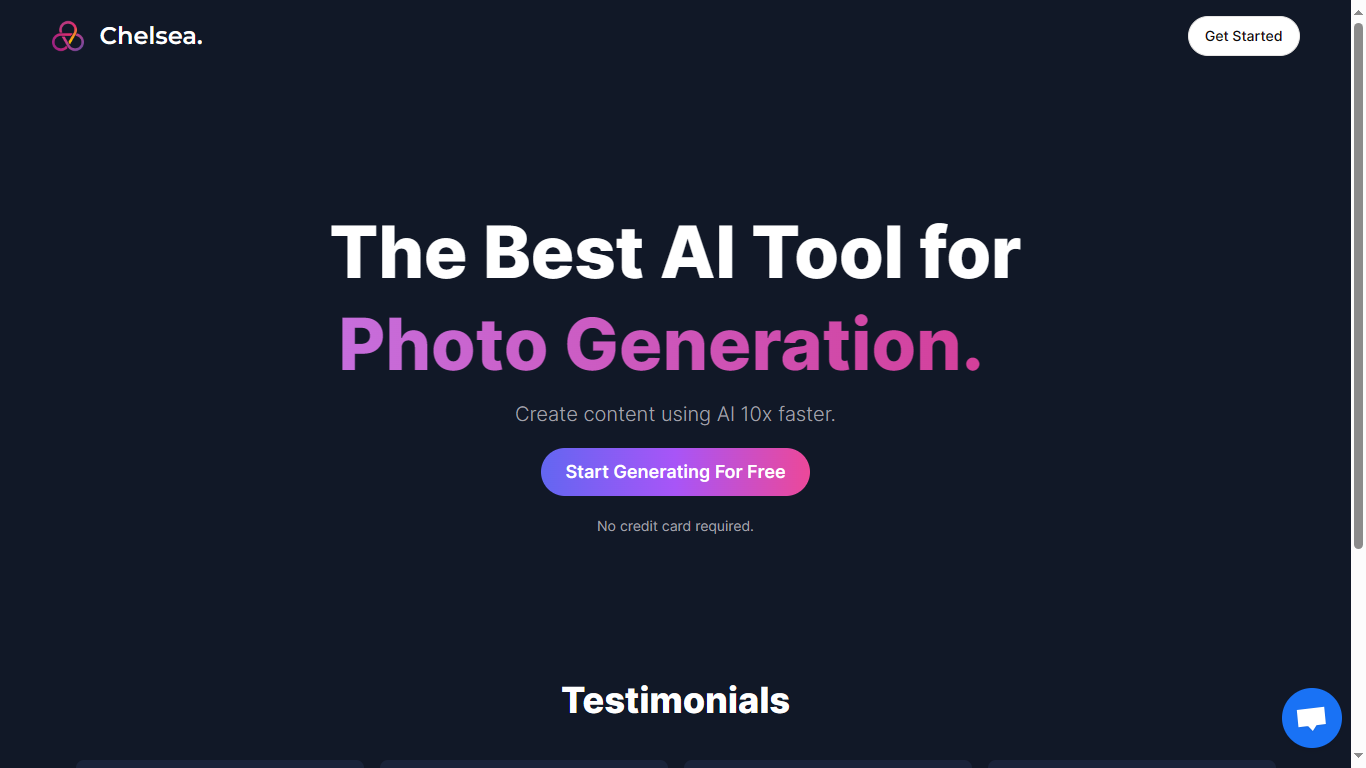 Chelsea.
Get Started
The Best AI Tool for
Photo Generation.
Create content using AI 10x faster.
Start Generating For Free
No credit card required.
Testimonials